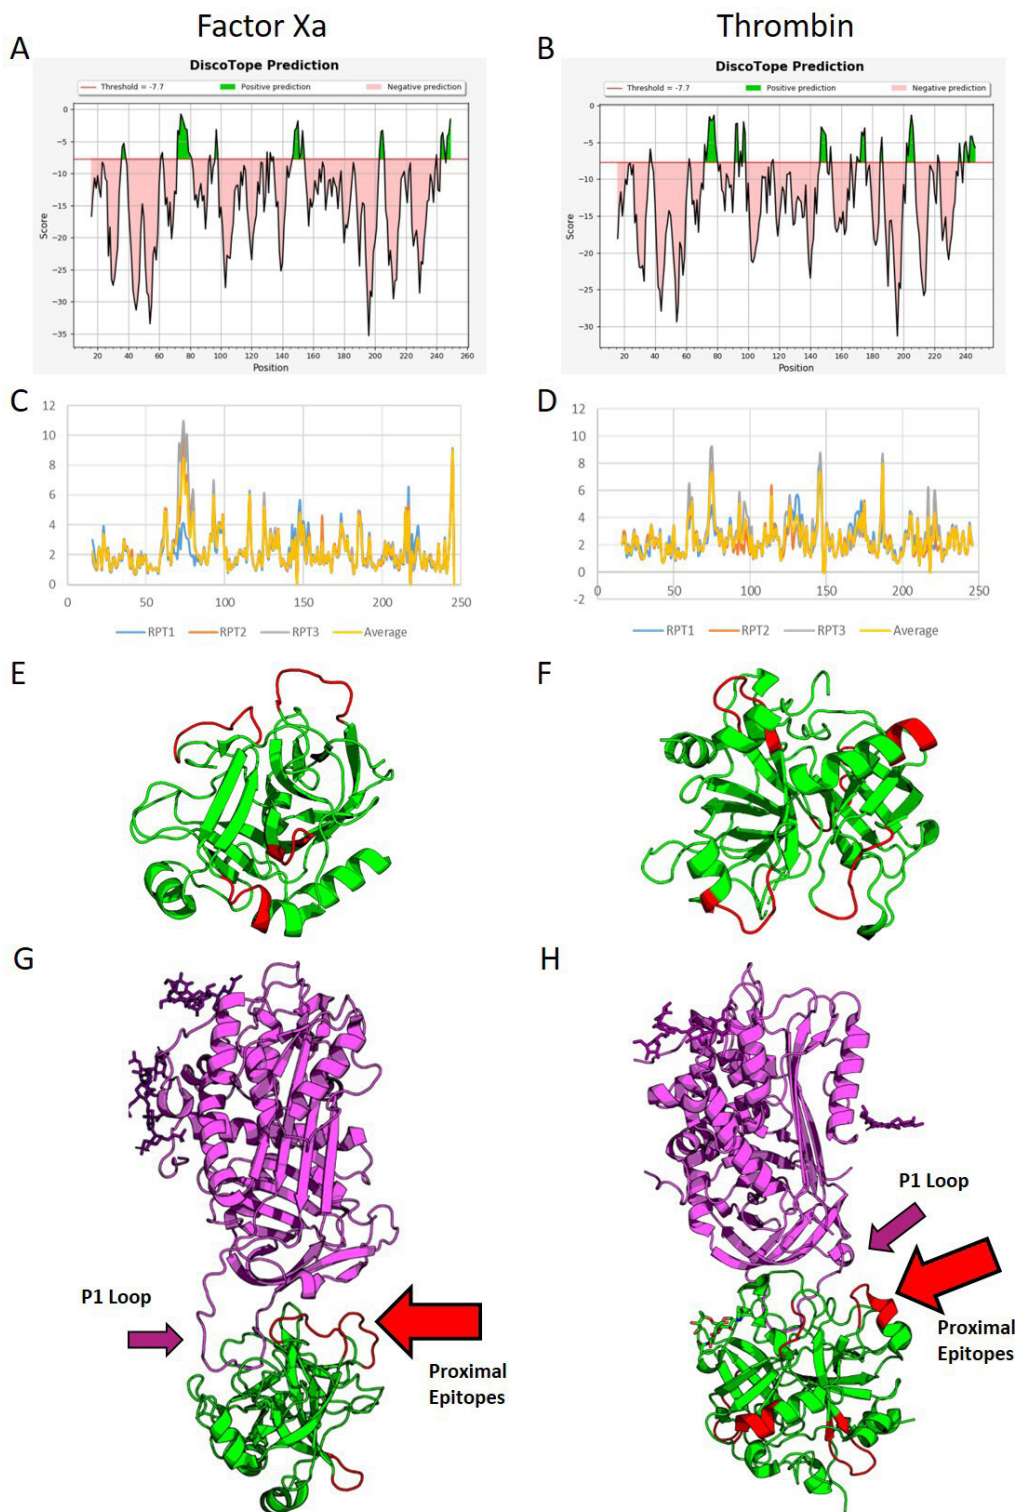 Factor Xa
Thrombin
A
DiscoTope Prediction
Threshold = -7.7
Positive prediction
Negative prediction
0
−5
−10
−15
−20
−25
−30
−35
Score
20 40 60 80 100 120 140 160 180 200 220 240 260
Position
B
DiscoTope Prediction
Threshold = -7.7
Positive prediction
Negative prediction
0
−5
−10
−15
−20
−25
−30
Score
20 40 60 80 100 120 140 160 180 200 220 240
Position
C
12
10
8
6
4
2
0
0 50 100 150 200 250
RPT1 RPT2 RPT3 Average
D
12
10
8
6
4
2
0
-2
0 50 100 150 200 250
RPT1 RPT2 RPT3 Average
E
F
G
P1 Loop
Proximal
Epitopes
H
P1 Loop
Proximal
Epitopes